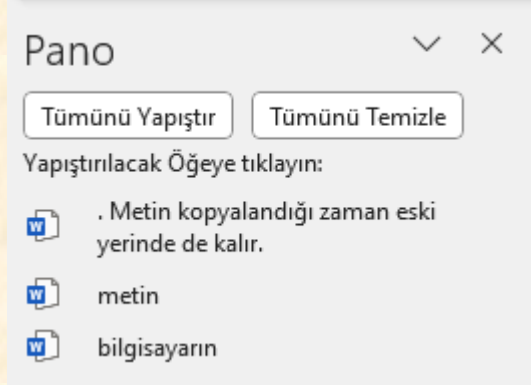 Pano
Tümünü Yapıştır
Tümünü Temizle
Yapıştırılacak Öğeye tıklayın:
. Metin kopyalandığı zaman eski
yerinde de kalır.
metin
bilgisayarın